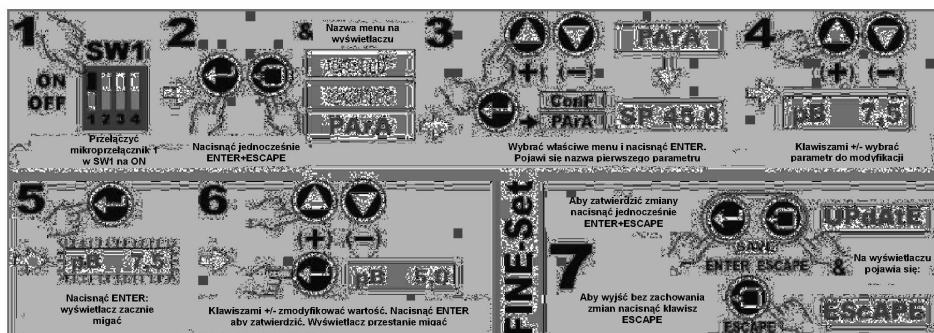 1
SW1
ON
OFF
1 2 3 4
Przełączyć
mikroprzełącznik 1
w SW1 na ON
2
&
Nazwa menu na
wyświetlaczu
PArA
Nacisnąć jednocześnie
ENTER+ESCAPE
3
(+) (-)
PArA
ConF
PArA
SP 48.0
Wybrać właściwe menu i nacisnąć ENTER.
Pojawi się nazwa pierwszego parametru
4
(+) (-)
pB 7.5
Klawiszami +/- wybrać
parametr do modyfikacji
5
pB 7.5
Nacisnąć ENTER:
wyświetlacz zacznie
migać
6
(+) (-)
pB 5.0
Klawiszami +/- zmodyfikować wartość. Nacisnąć ENTER
aby zatwierdzić. Wyświetlacz przestanie migać
FINE-Set
7
Aby zatwierdzić zmiany
nacisnąć jednocześnie
ENTER+ESCAPE
SAVE
ENTER ESCAPE
UPdAtE
&
Na wyświetlaczu
pojawia się:
Aby wyjść bez zachowania
zmian nacisnąć klawisz
ESCAPE
ESCAPE
ESCAPE